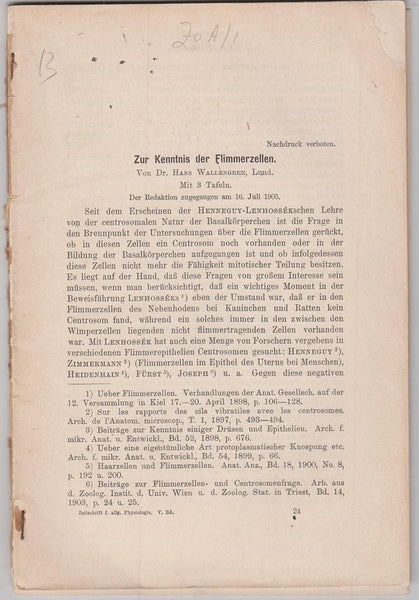 Z o A/1
B
Nachdruck verboten.
Zur Kenntnis der Flimmerzellen.
Von Dr. Hans Wallengren, Lund.
Mit 3 Tafeln.
Der Redaktion zugegangen am 16. Juli 1905.
Seit dem Erscheinen der Henneguy-Lenhossékschen Lehre
von der centrosomalen Natur der Basalkörperchen ist die Frage in
den Brennpunkt der Untersuchungen über die Flimmerzellen gerückt,
ob in diesen Zellen ein Centrosom noch vorhanden oder in der
Bildung der Basalkörperchen aufgegangen ist und ob infolgedessen
diese Zellen nicht mehr die Fähigkeit mitotischer Teilung besitzen.
Es liegt auf der Hand, daß diese Fragen von großem Interesse sein
müssen, wenn man berücksichtigt, daß ein wichtiges Moment in der
Beweisführung Lenhosséks 1) eben der Umstand war, daß er in den
Flimmerzellen des Nebenhodens bei Kaninchen und Ratten kein
Centrosom fand, während ein solches immer in den zwischen den
Wimperzellen liegenden nicht flimmertragenden Zellen vorhanden
war. Mit Lenhossék hat auch eine Menge von Forschern vergebens in
verschiedenen Flimmerepithelien Centrosomen gesucht: Henneguy 2),
Zimmermann 3) (Flimmerzellen im Epithel des Uterus bei Menschen),
Heidenhain 4), Fürst 5), Joseph 6) u. a. Gegen diese negativen
1) Ueber Flimmerzellen. Verhandlungen der Anat. Gesellsch. auf der
12. Versammlung in Kiel 17.—20. April 1898, p. 106—128.
2) Sur les rapports des cils vibratiles avec les centrosomes.
Arch. de l'Anatom. microscop., T. 1, 1897, p. 493—494.
3) Beiträge zur Kenntnis einiger Drüsen und Epithelien. Arch. f.
mikr. Anat. u. Entwickl., Bd. 52, 1898, p. 676.
4) Ueber eine eigentümliche Art protoplasmatischer Knospung etc.
Arch. f. mikr. Anat. u. Entwickl., Bd. 54, 1899, p. 66.
5) Haarzellen und Flimmerzellen. Anat. Anz., Bd. 18, 1900, No. 8,
p. 192 u. 200.
6) Beiträge zur Flimmerzellen- und Centrosomenfrage. Arb. aus
d. Zoolog. Instit. d. Univ. Wien u. d. Zoolog. Stat. in Triest, Bd. 14,
1903, p. 24 u. 25.
Zeitschrift f. allg. Physiologie. V. Bd. 24